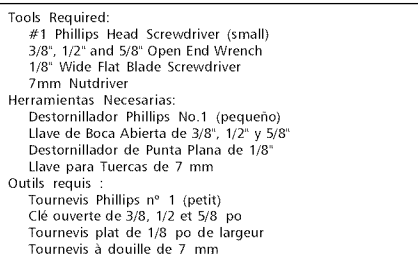 Tools Required:
#1 Phillips Head Screwdriver (small)
3/8", 1/2" and 5/8" Open End Wrench
1/8" Wide Flat Blade Screwdriver
7mm Nutdriver
Herramientas Necesarias:
Destornillador Phillips No.1 (pequeño)
Llave de Boca Abierta de 3/8", 1/2" y 5/8"
Destornillador de Punta Plana de 1/8"
Llave para Tuercas de 7 mm
Outils requis :
Tournevis Phillips nº 1 (petit)
Clé ouverte de 3/8, 1/2 et 5/8 po
Tournevis plat de 1/8 po de largeur
Tournevis à douille de 7 mm